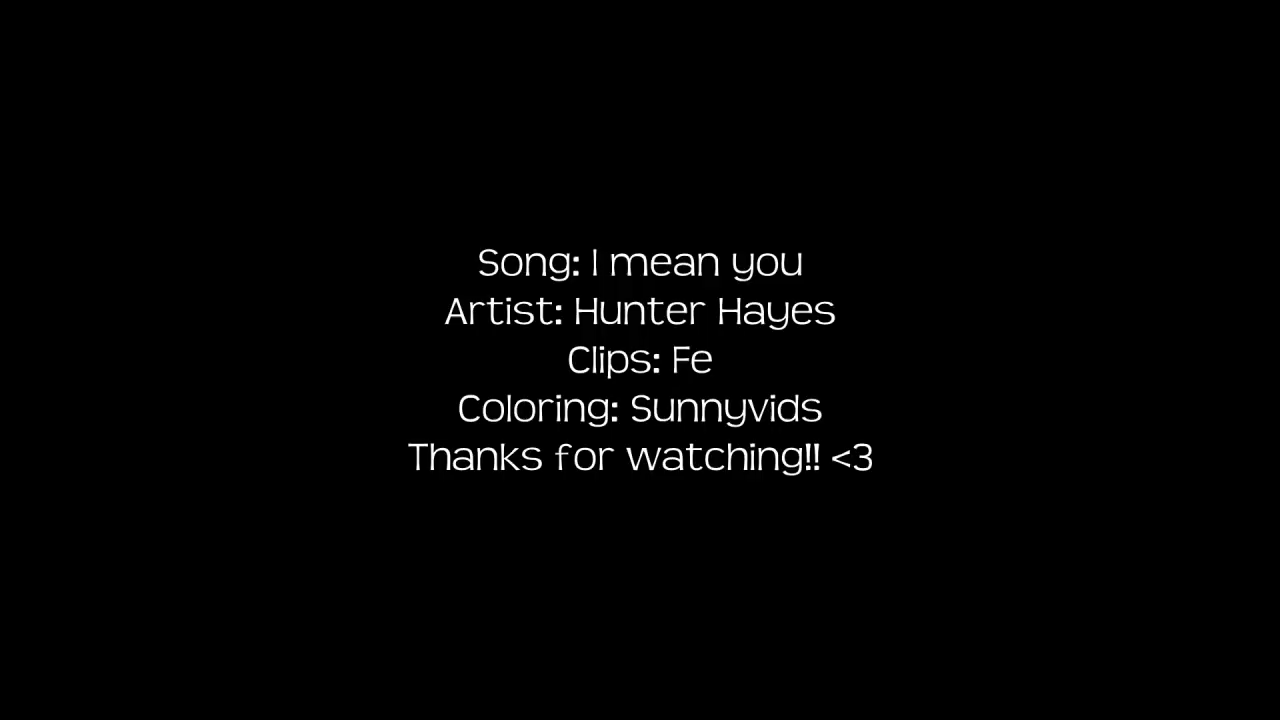 Song: I mean you
Artist: Hunter Hayes
Clips: Fe
Coloring: Sunnyvids
Thanks for watching!! <3